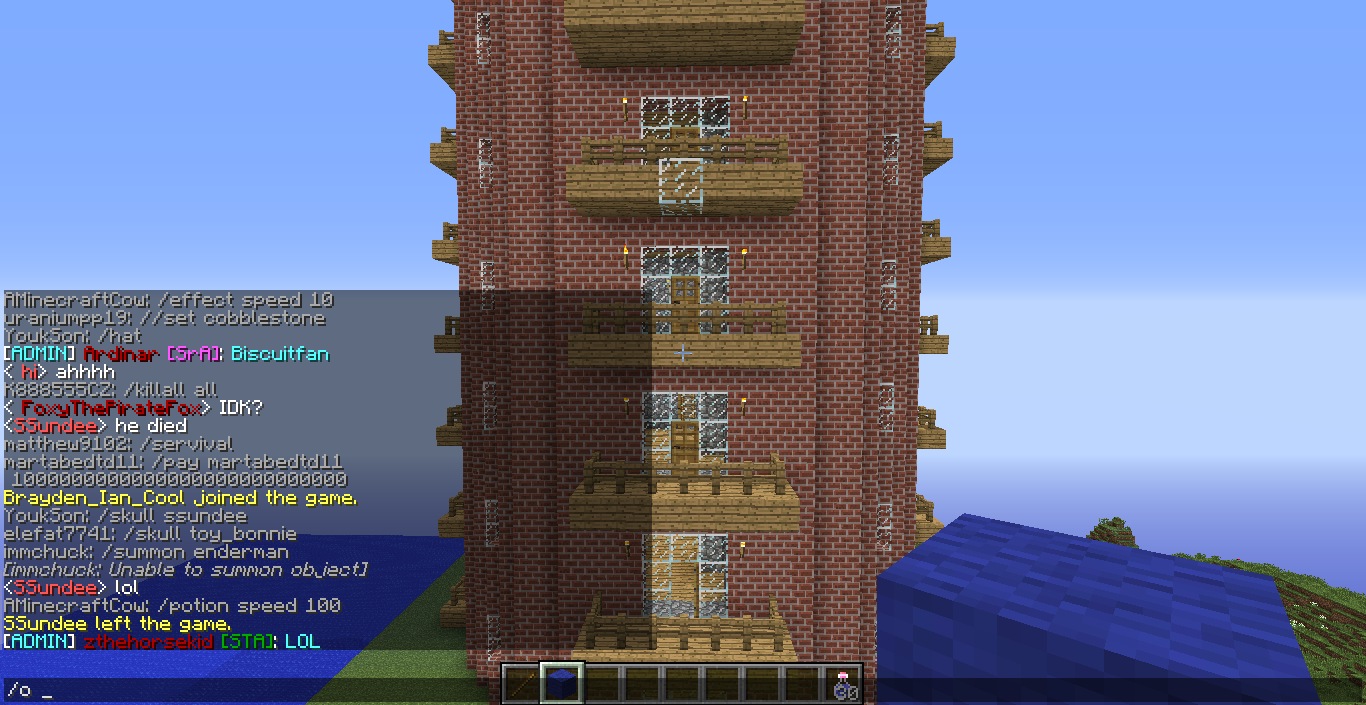 AMinecraftCow: /effect speed 10
uraniumpp19: //set cobblestone
YoukSon: /hat
[ADMIN] Ardinar [SrA]: Biscuitfan
< hi> ahhhh
K888555CZ: /killall all
< FoxyThePirateFox> IDK?
<SSundee> he died
matthew9102: /servival
martabedtd11: /pay martabedtd11
10000000000000000000000000000
Brayden_Ian_Cool joined the game.
YoukSon: /skull ssundee
elefat7741: /skull toy_bonnie
immchuck: /summon enderman
[immchuck: Unable to summon object]
<SSundee> lol
AMinecraftCow: /potion speed 100
SSundee left the game.
[ADMIN] zthehorsekid [STA]: LOL
/o _
30